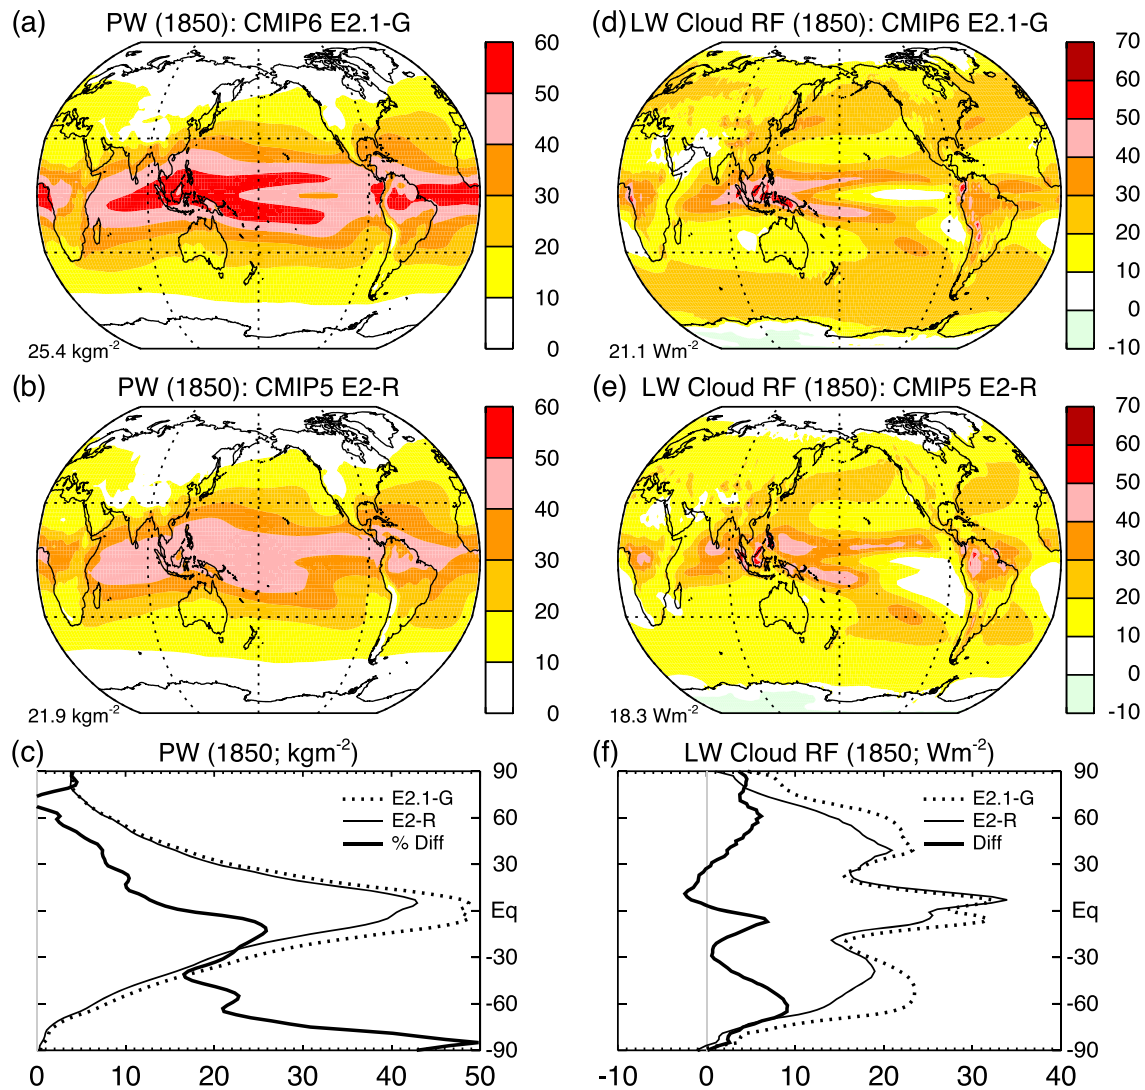 (a) PW (1850): CMIP6 E2.1-G
60
50
40
30
20
10
0
25.4 kgm-2
(d) LW Cloud RF (1850): CMIP6 E2.1-G
70
60
50
40
30
20
10
0
-10
21.1 Wm-2
(b) PW (1850): CMIP5 E2-R
60
50
40
30
20
10
0
21.9 kgm-2
(e) LW Cloud RF (1850): CMIP5 E2-R
70
60
50
40
30
20
10
0
-10
18.3 Wm-2
(c) PW (1850; kgm-2)
E2.1-G
E2-R
% Diff
90
60
30
Eq
-30
-60
-90
0 10 20 30 40 50
(f) LW Cloud RF (1850; Wm-2)
E2.1-G
E2-R
Diff
90
60
30
Eq
-30
-60
-90
-10 0 10 20 30 40